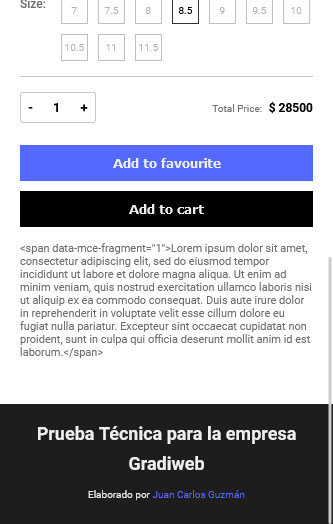 Size:
7 7.5 8 8.5 9 9.5 10
10.5 11 11.5
- 1 + Total Price: $ 28500
Add to favourite
Add to cart
<span data-mce-fragment="1">Lorem ipsum dolor sit amet,
consectetur adipiscing elit, sed do eiusmod tempor
incididunt ut labore et dolore magna aliqua. Ut enim ad
minim veniam, quis nostrud exercitation ullamco laboris nisi
ut aliquip ex ea commodo consequat. Duis aute irure dolor
in reprehenderit in voluptate velit esse cillum dolore eu
fugiat nulla pariatur. Excepteur sint occaecat cupidatat non
proident, sunt in culpa qui officia deserunt mollit anim id est
laborum.</span>
Prueba Técnica para la empresa
Gradiweb
Elaborado por Juan Carlos Guzmán